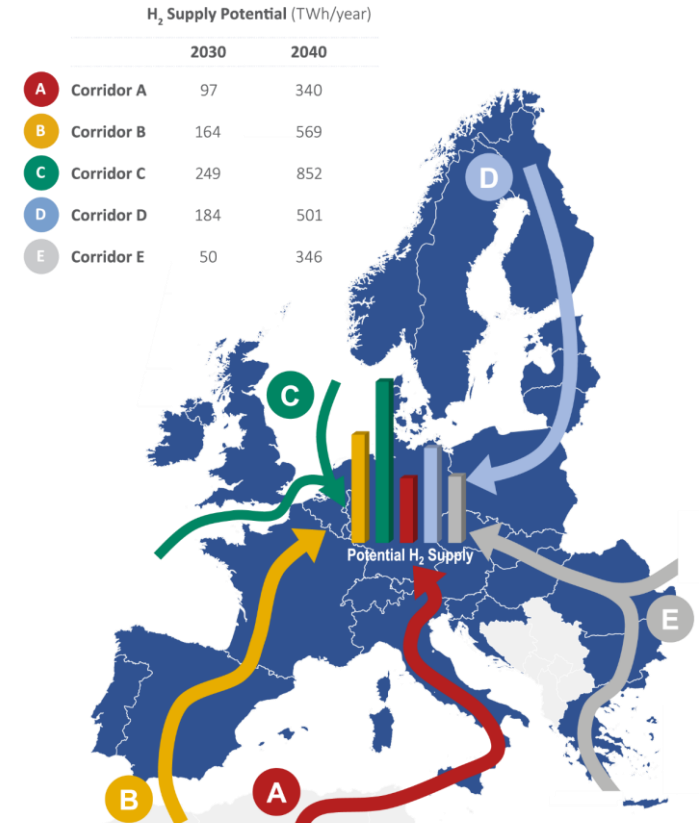 H₂ Supply Potential (TWh/year)
2030 2040
A Corridor A 97 340
B Corridor B 164 569
C Corridor C 249 852
D Corridor D 184 501
E Corridor E 50 346
D
C
Potential H₂ Supply
E
B
A